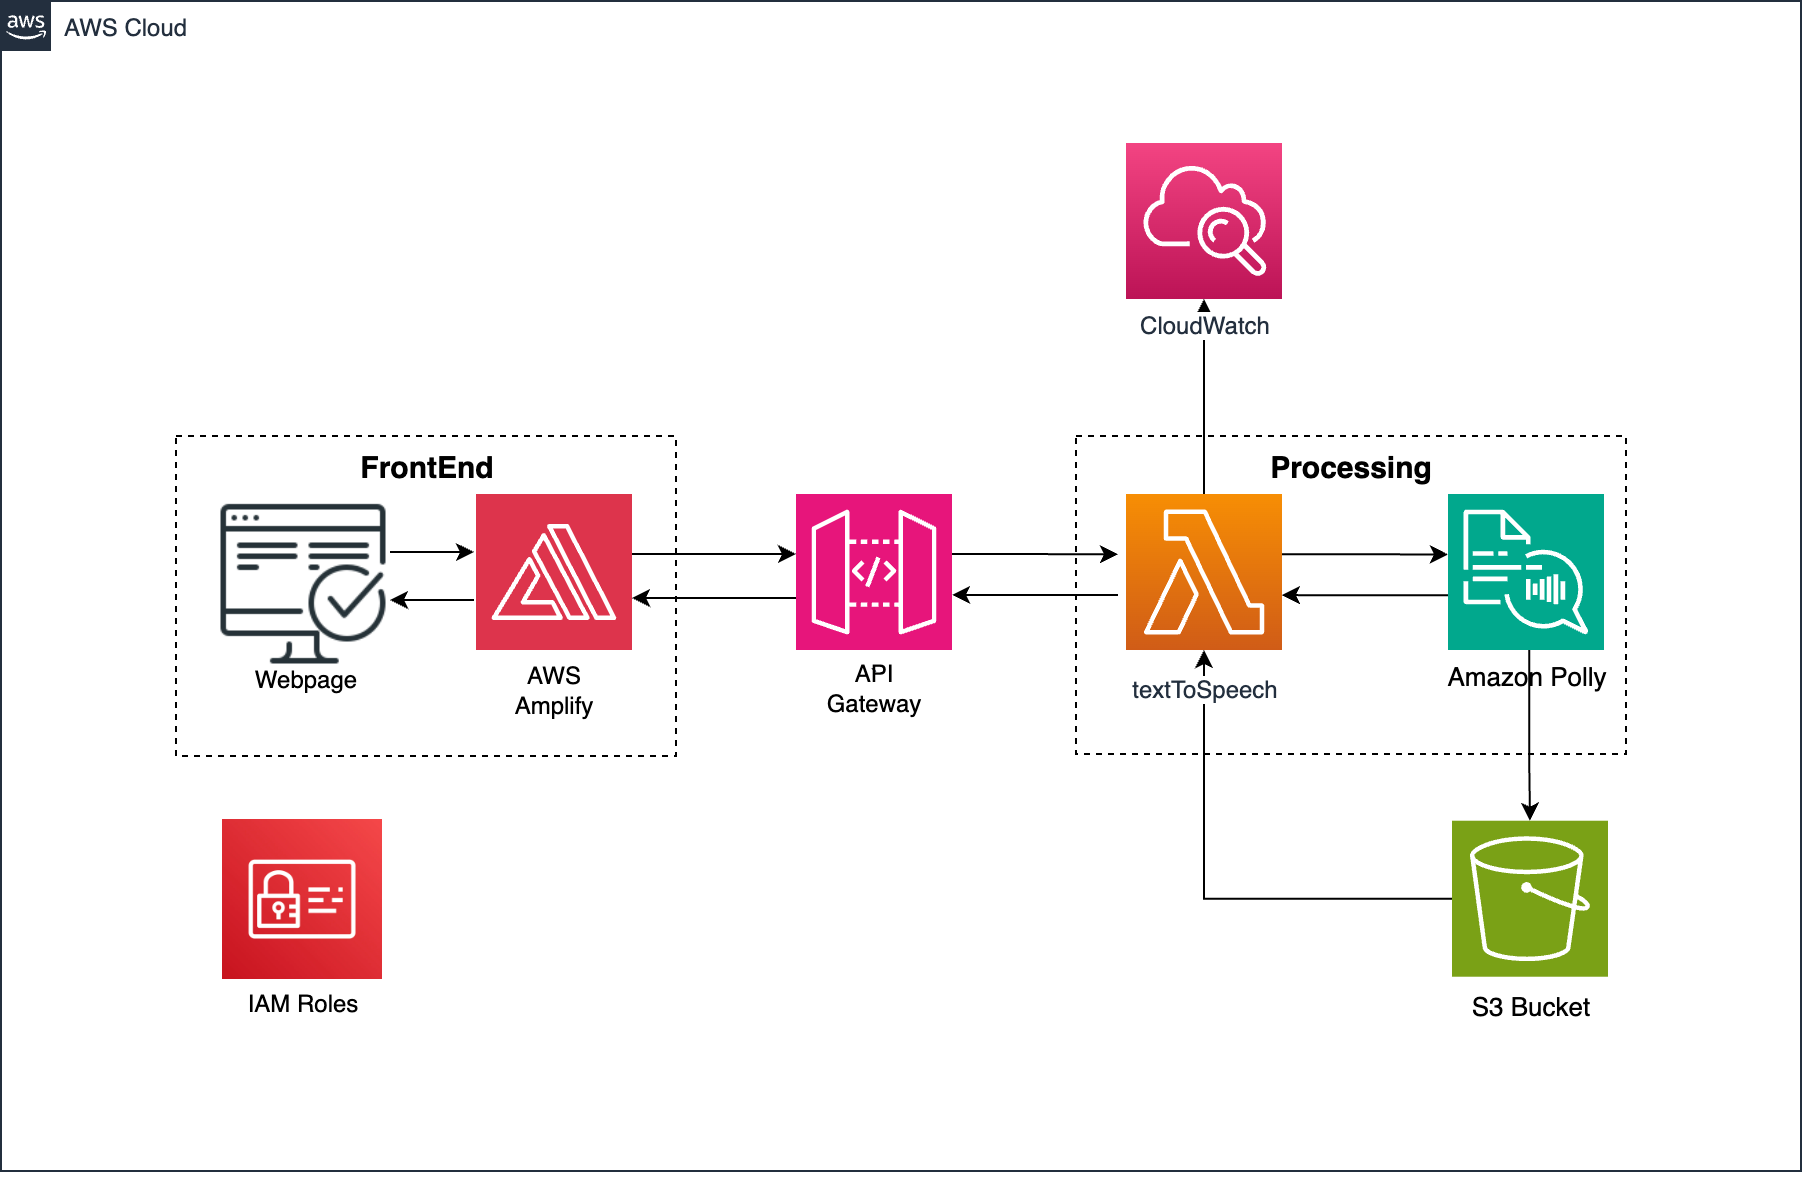 aws
AWS Cloud
CloudWatch
FrontEnd
Processing
</>
Webpage
AWS
Amplify
API
Gateway
textToSpeech
Amazon Polly
IAM Roles
S3 Bucket